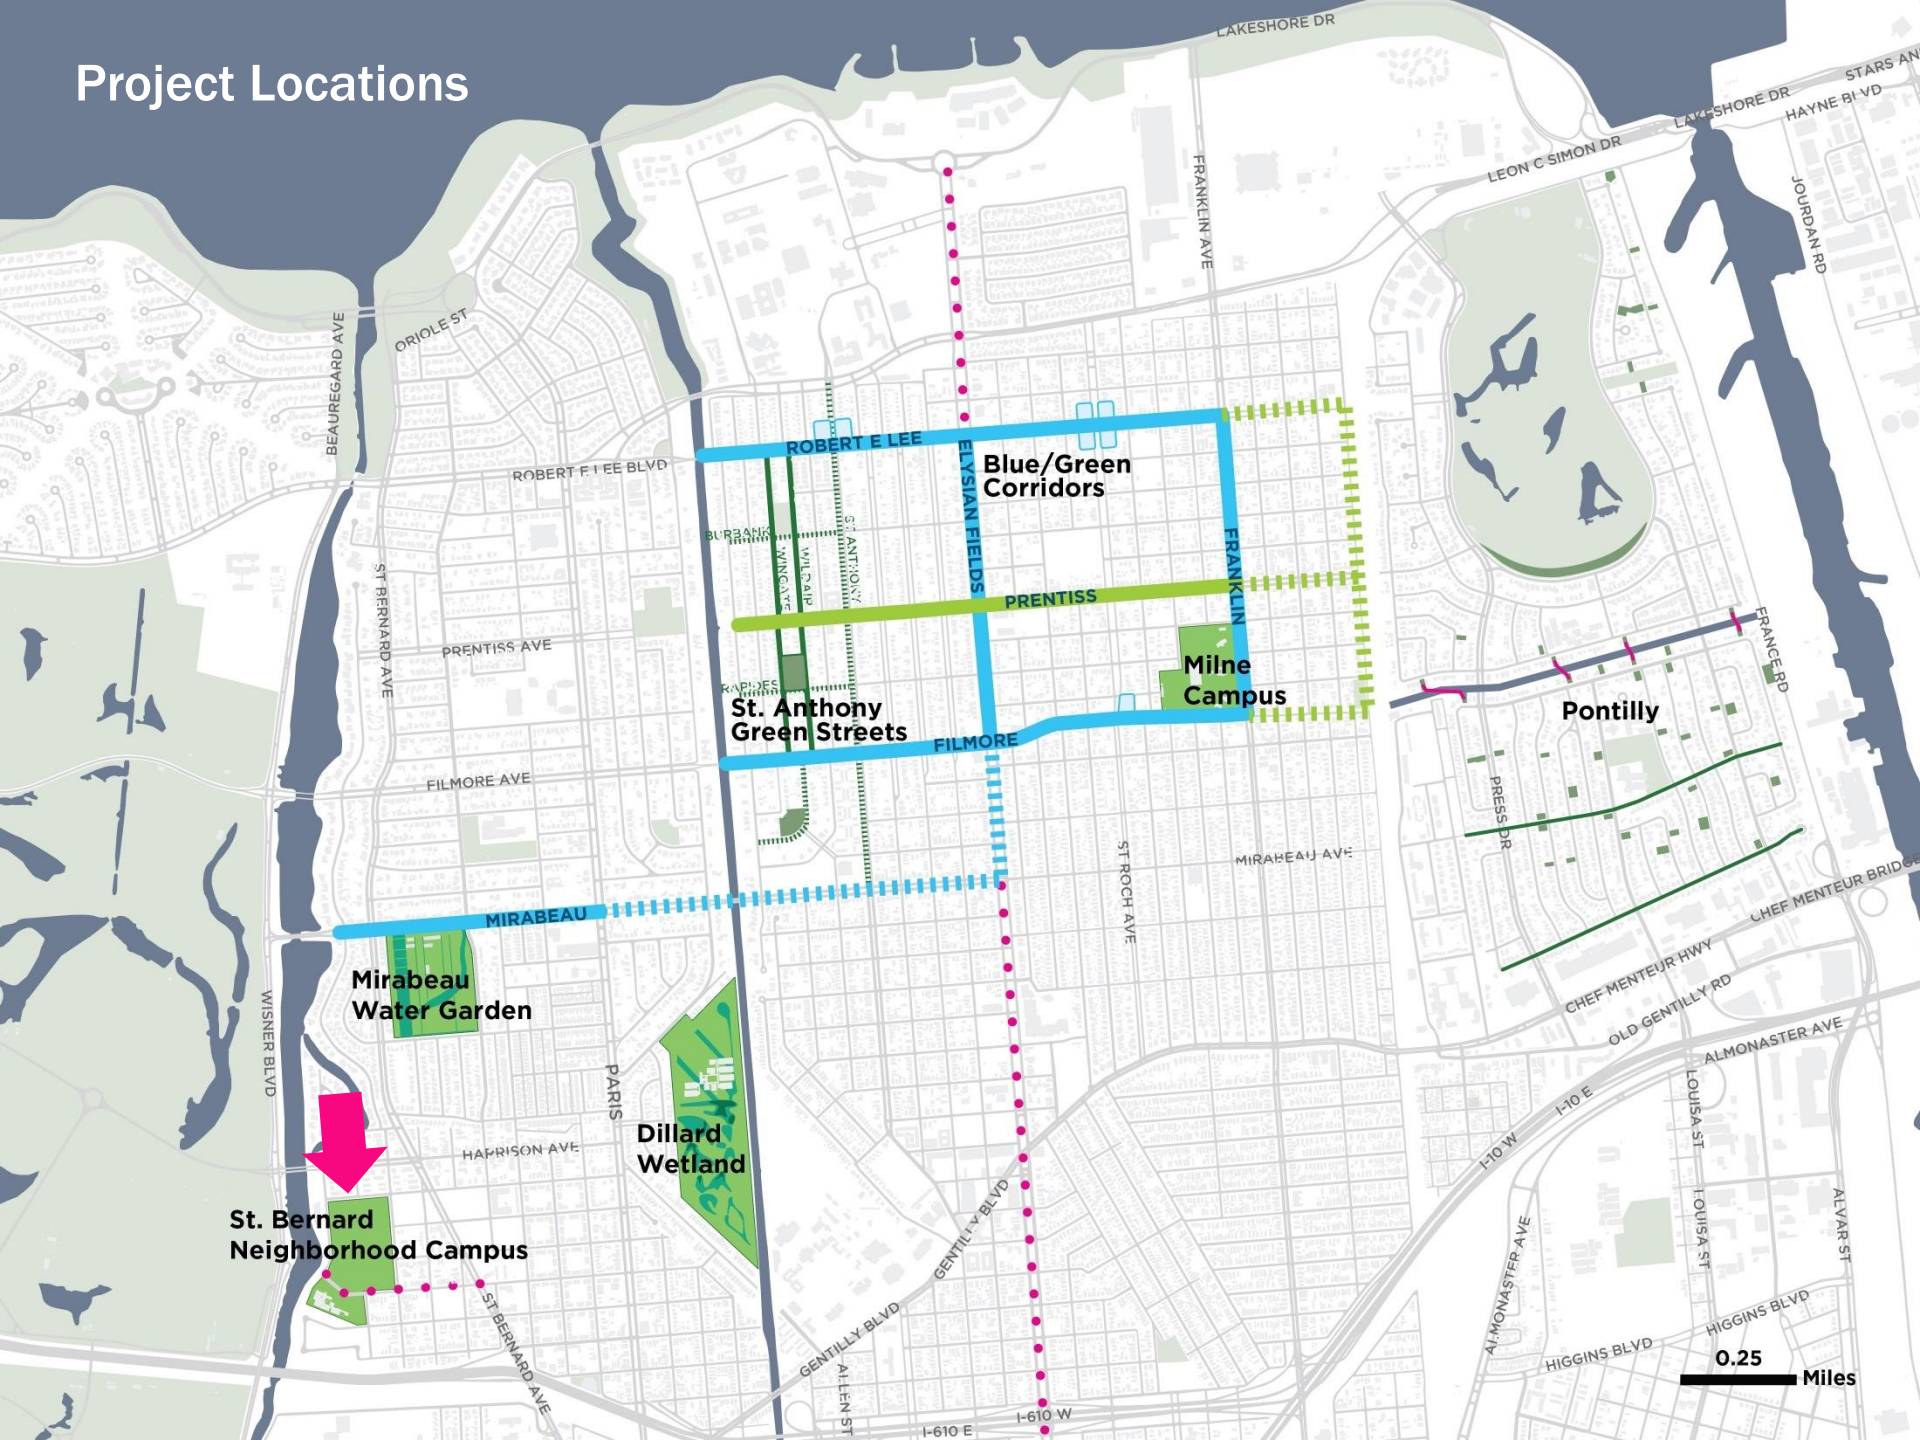 Project Locations
LAKESHORE DR
STARS AN
LAKESHORE DR
HAYNE BLVD
LEON C SIMON DR
FRANKLIN AVE
JOURDAN RD
BEAUREGARD AVE
ORIOLE ST
ROBERT E LEE
ROBERT E LEE BLVD
ELYSIAN FIELDS
Blue/Green
Corridors
BURBANK
WINGATE
WILDAIR
ST ANTHONY
FRANKLIN
ST BERNARD AVE
PRENTISS
PRENTISS AVE
Milne
Campus
FRANCE RD
RAPIDES
St. Anthony
Green Streets
Pontilly
FILMORE
FILMORE AVE
PRESS DR
ST ROCH AVE
MIRABEAU AVE
MIRABEAU
CHEF MENTEUR BRIDGE
CHEF MENTEUR HWY
Mirabeau
Water Garden
WISNER BLVD
OLD GENTILLY RD
ALMONASTER AVE
PARIS
LOUISA ST
I-10 E
I-10 W
Dillard
Wetland
HARRISON AVE
St. Bernard
Neighborhood Campus
GENTILLY BLVD
LOUISA ST
ALVAR ST
ALMONASTER AVE
ST BERNARD AVE
GENTILLY BLVD
HIGGINS BLVD
HIGGINS BLVD
0.25
Miles
ALLEN ST
I-610 W
I-610 E